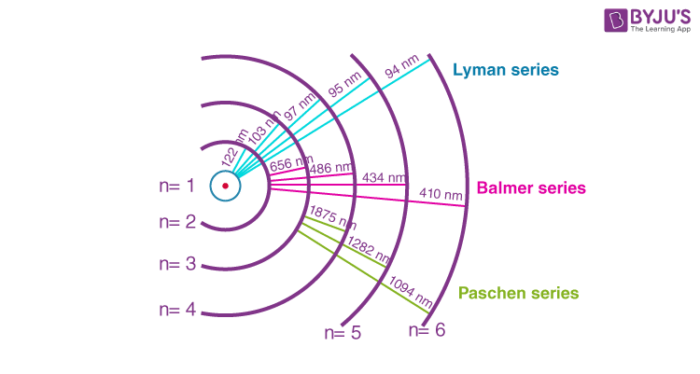 BYJU'S
The Learning App
Lyman series
94 nm
95 nm
97 nm
103 nm
122 nm
656 nm
486 nm
434 nm
410 nm
Balmer series
n= 1
n= 2
1875 nm
1282 nm
1094 nm
Paschen series
n= 3
n= 4
n= 5
n= 6